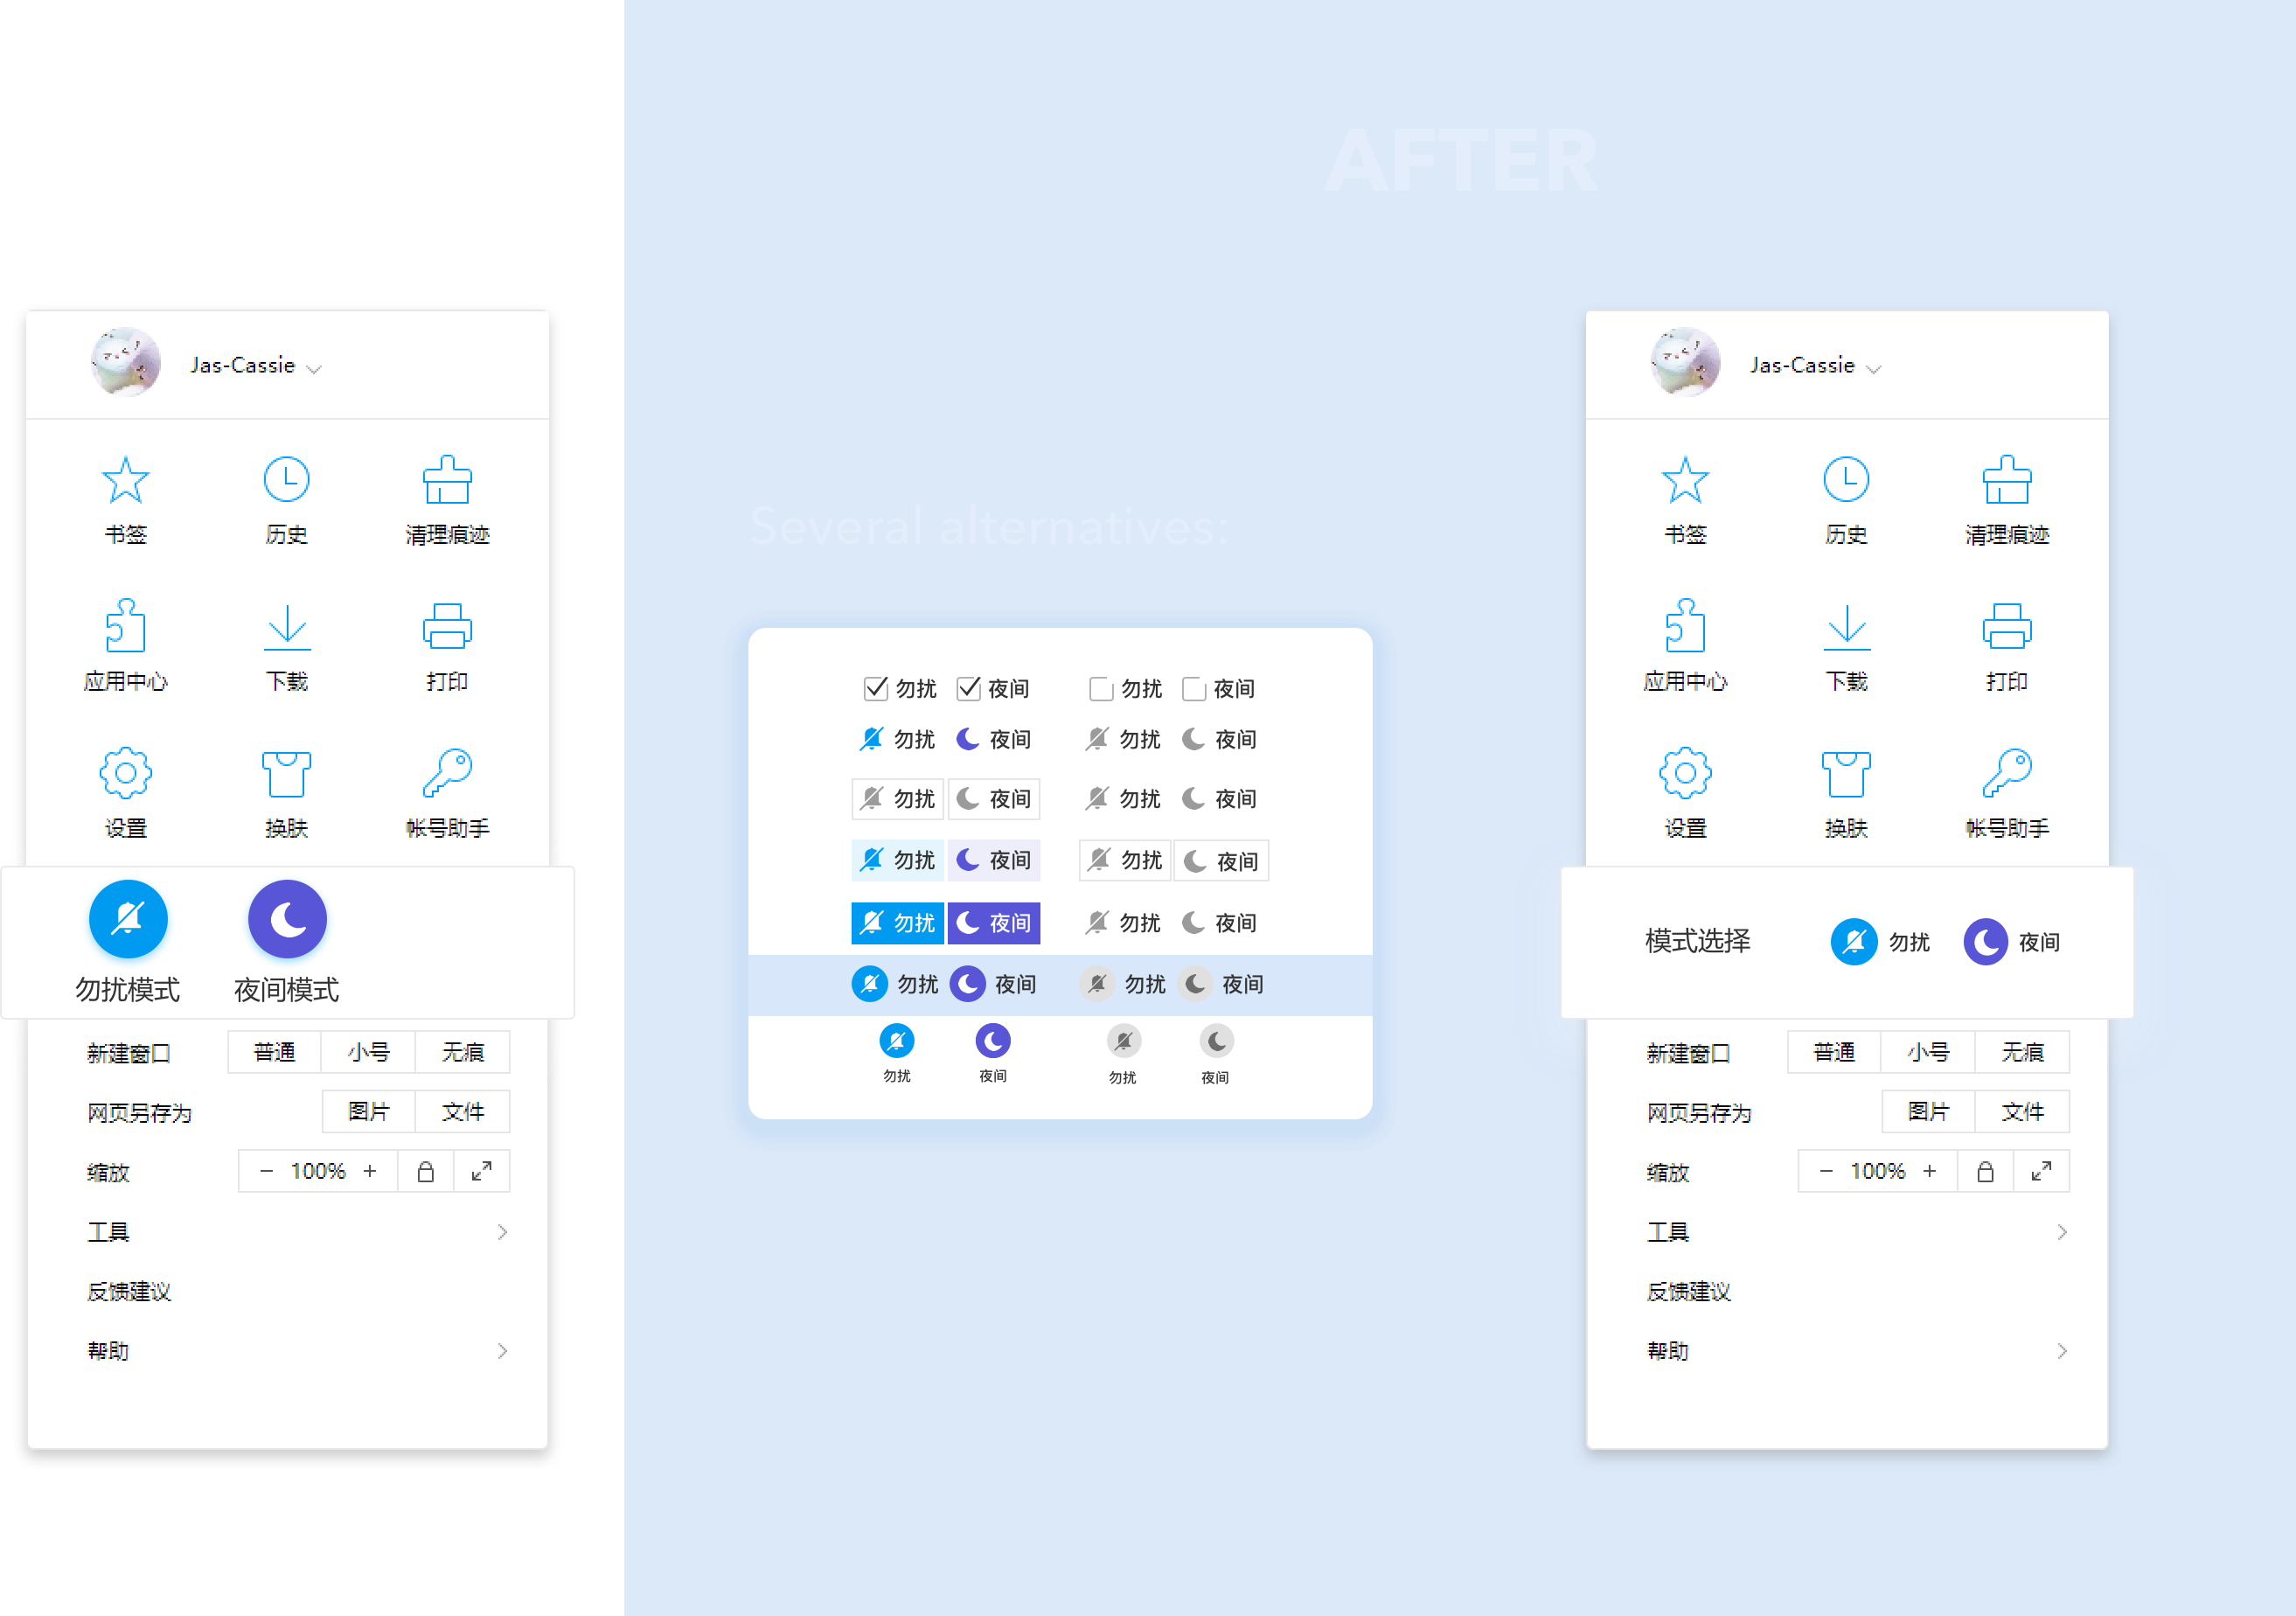 Jas-Cassie
书签 历史 清理痕迹
应用中心 下载 打印
设置 换肤 帐号助手
勿扰模式 夜间模式
新建窗口 普通 小号 无痕
网页另存为 图片 文件
缩放 − 100% +
工具
反馈建议
帮助
AFTER
Several alternatives:
勿扰 夜间 勿扰 夜间
勿扰 夜间 勿扰 夜间
勿扰 夜间 勿扰 夜间
勿扰 夜间 勿扰 夜间
勿扰 夜间 勿扰 夜间
勿扰 夜间 勿扰 夜间
勿扰 夜间 勿扰 夜间
Jas-Cassie
书签 历史 清理痕迹
应用中心 下载 打印
设置 换肤 帐号助手
模式选择 勿扰 夜间
新建窗口 普通 小号 无痕
网页另存为 图片 文件
缩放 − 100% +
工具
反馈建议
帮助